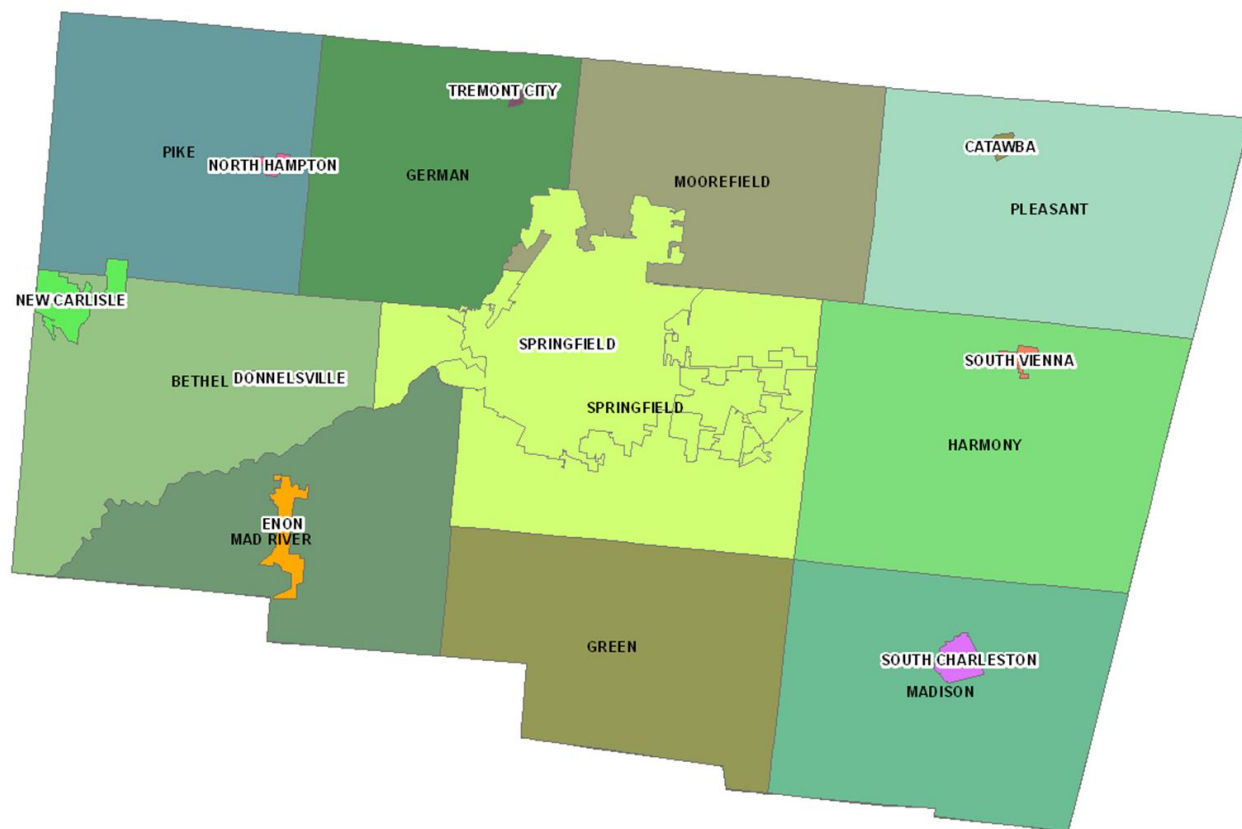 TREMONT CITY
CATAWBA
PIKE
NORTH HAMPTON
GERMAN
MOOREFIELD
PLEASANT
NEW CARLISLE
SPRINGFIELD
SOUTH VIENNA
BETHEL
DONNELSVILLE
SPRINGFIELD
HARMONY
ENON
MAD RIVER
GREEN
SOUTH CHARLESTON
MADISON